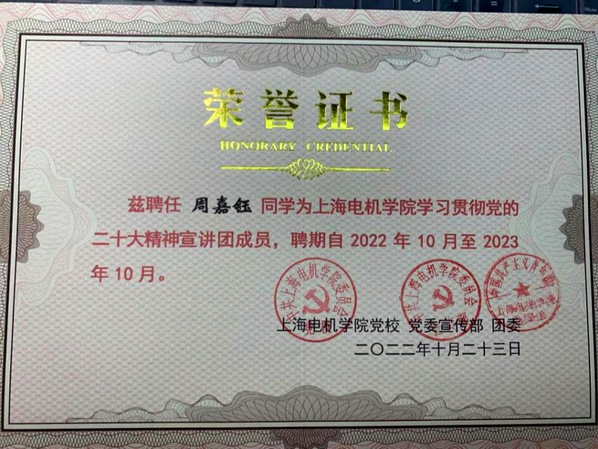 荣誉证书
HONORARY CREDENTIAL
兹聘任 周嘉钰 同学为上海电机学院学习贯彻党的
二十大精神宣讲团成员，聘期自 2022 年 10 月至 2023
年 10 月。
上海电机学院党校 党委宣传部 团委
二〇二二年十月二十三日